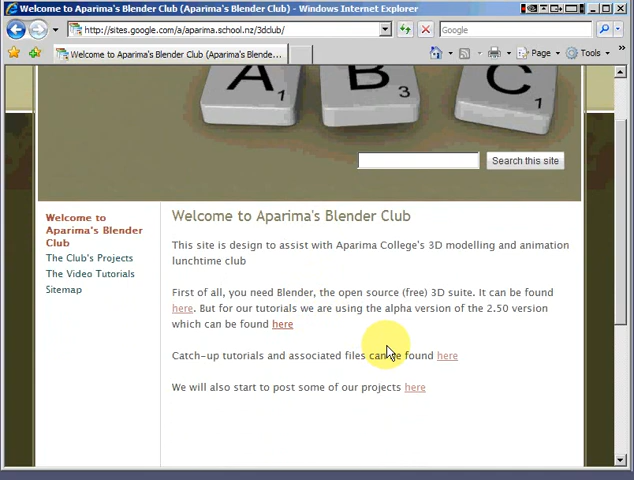 Welcome to Aparima's Blender Club (Aparima's Blender Club) - Windows Internet Explorer
http://sites.google.com/a/aparima.school.nz/3dclub/
Google
Welcome to Aparima's Blender Club (Aparima's Blende...
Page
Tools
A1
B3
C1
Search this site
Welcome to
Aparima's Blender
Club
The Club's Projects
The Video Tutorials
Sitemap
Welcome to Aparima's Blender Club
This site is design to assist with Aparima College's 3D modelling and animation
lunchtime club
First of all, you need Blender, the open source (free) 3D suite. It can be found
here. But for our tutorials we are using the alpha version of the 2.50 version
which can be found here
Catch-up tutorials and associated files can be found here
We will also start to post some of our projects here